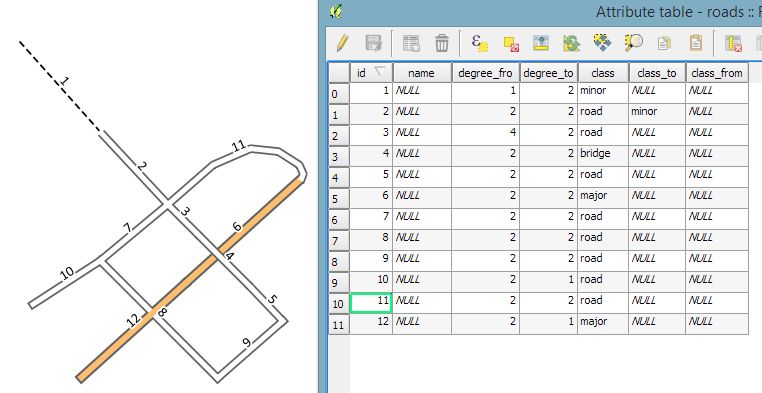 Attribute table - roads :: F
id name degree_fro degree_to class class_to class_from
0 1 NULL 1 2 minor NULL NULL
1 2 NULL 2 2 road minor NULL
2 3 NULL 4 2 road NULL NULL
3 4 NULL 2 2 bridge NULL NULL
4 5 NULL 2 2 road NULL NULL
5 6 NULL 2 2 major NULL NULL
6 7 NULL 2 2 road NULL NULL
7 8 NULL 2 2 road NULL NULL
8 9 NULL 2 2 road NULL NULL
9 10 NULL 2 1 road NULL NULL
10 11 NULL 2 2 road NULL NULL
11 12 NULL 2 1 major NULL NULL
1
2
11
3
7
6
4
10
5
12
8
9